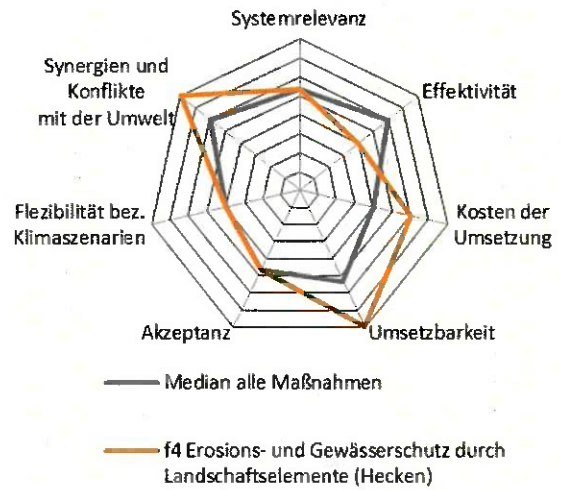 Systemrelevanz
Synergien und
Konflikte
mit der Umwelt
Effektivität
Flezibilität bez.
Klimaszenarien
Kosten der
Umsetzung
Akzeptanz
Umsetzbarkeit
Median alle Maßnahmen
f4 Erosions- und Gewässerschutz durch
Landschaftselemente (Hecken)